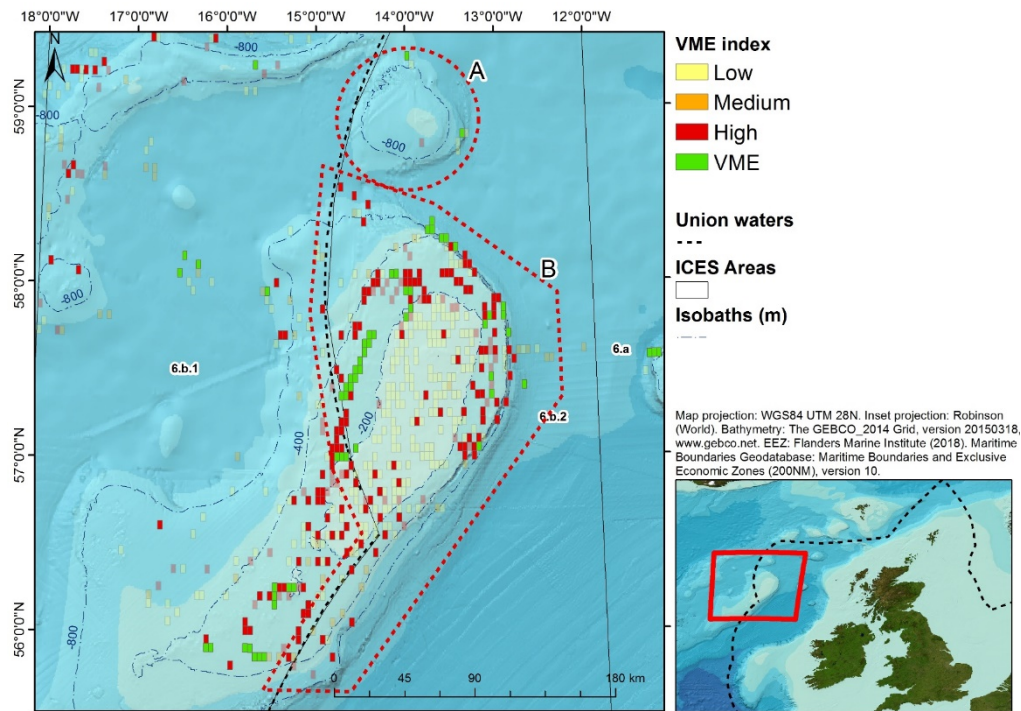 18°0'0"W 17°0'0"W 16°0'0"W 15°0'0"W 14°0'0"W 13°0'0"W 12°0'0"W
N
59°0'0"N
58°0'0"N
57°0'0"N
56°0'0"N
-800
-800
-800
-800
-800
-400
-200
-800
A
B
6.b.1
6.a
6.b.2
0 45 90 180 km
VME index
Low
Medium
High
VME
Union waters
ICES Areas
Isobaths (m)
Map projection: WGS84 UTM 28N. Inset projection: Robinson
(World). Bathymetry: The GEBCO_2014 Grid, version 20150318,
www.gebco.net. EEZ: Flanders Marine Institute (2018). Maritime
Boundaries Geodatabase: Maritime Boundaries and Exclusive
Economic Zones (200NM), version 10.